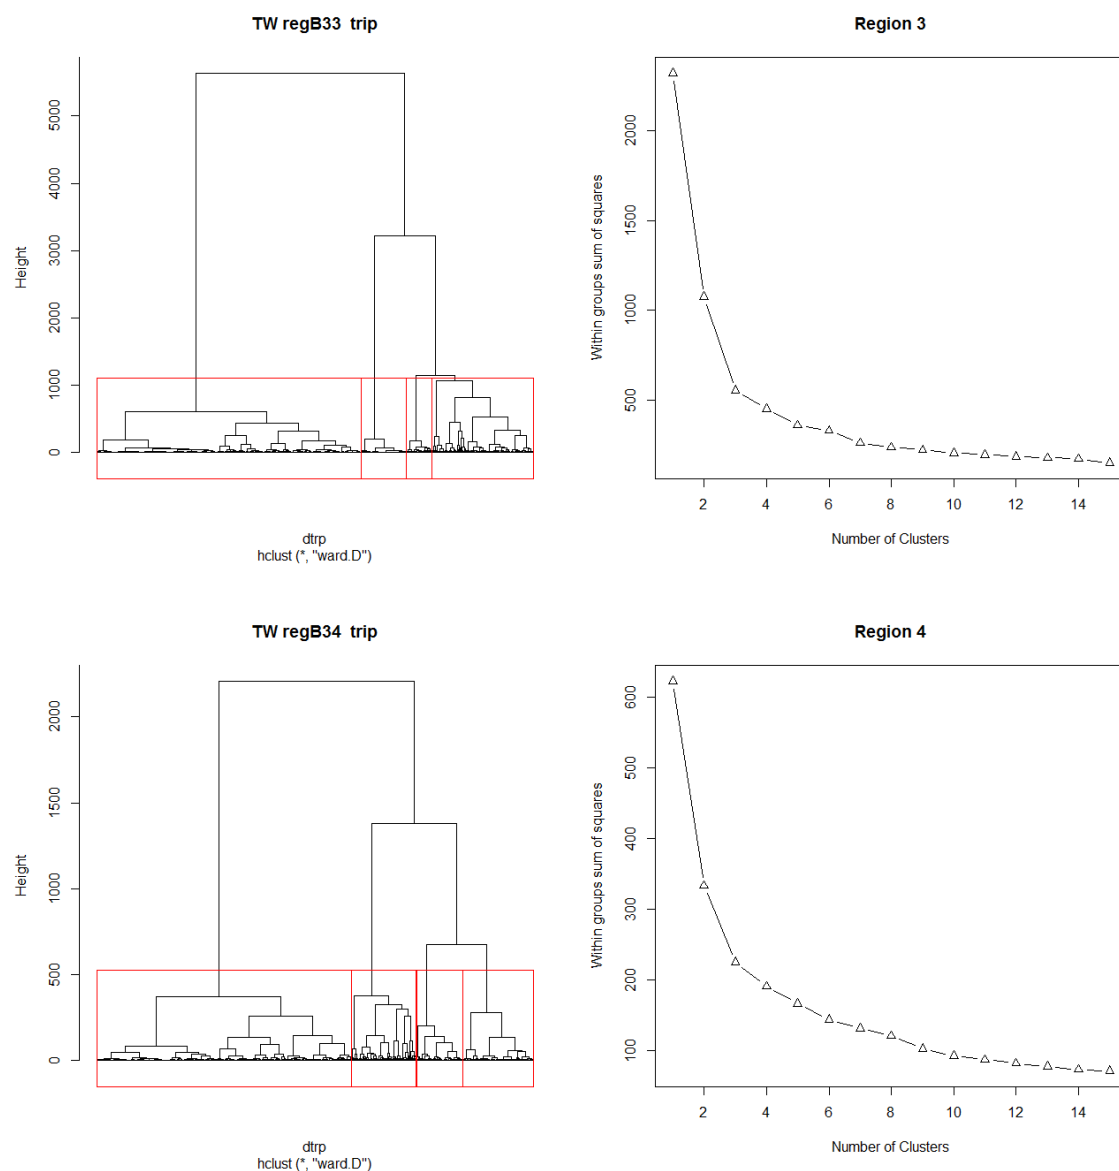 TW regB33 trip
Height
0
1000
2000
3000
4000
5000
dtrp
hclust (*, "ward.D")
Region 3
Within groups sum of squares
500
1000
1500
2000
2
4
6
8
10
12
14
Number of Clusters
TW regB34 trip
Height
0
500
1000
1500
2000
dtrp
hclust (*, "ward.D")
Region 4
Within groups sum of squares
100
200
300
400
500
600
2
4
6
8
10
12
14
Number of Clusters